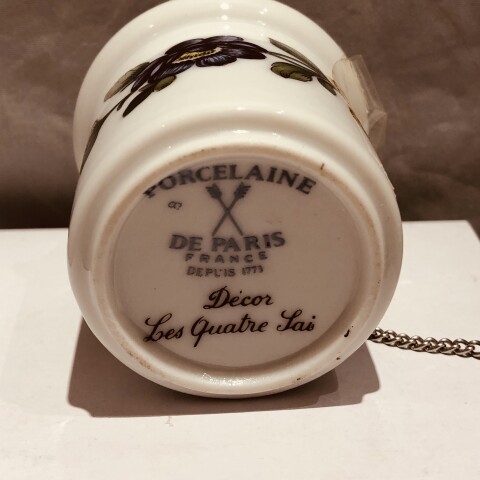 PORCELAINE
DE PARIS
FRANCE
DEPUIS 1773
Décor
Les Quatre Sai